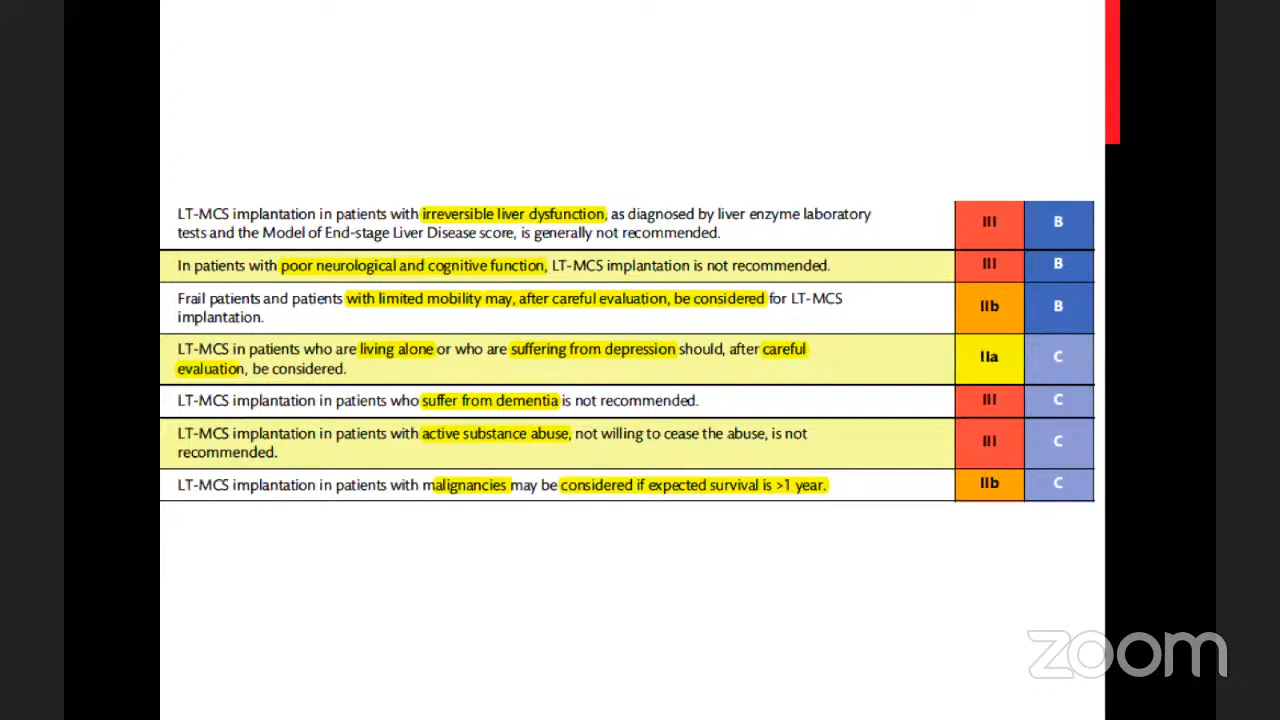 LT-MCS implantation in patients with irreversible liver dysfunction, as diagnosed by liver enzyme laboratory
tests and the Model of End-stage Liver Disease score, is generally not recommended.
III
B
In patients with poor neurological and cognitive function, LT-MCS implantation is not recommended.
III
B
Frail patients and patients with limited mobility may, after careful evaluation, be considered for LT-MCS
implantation.
IIb
B
LT-MCS in patients who are living alone or who are suffering from depression should, after careful
evaluation, be considered.
IIa
C
LT-MCS implantation in patients who suffer from dementia is not recommended.
III
C
LT-MCS implantation in patients with active substance abuse, not willing to cease the abuse, is not
recommended.
III
C
LT-MCS implantation in patients with malignancies may be considered if expected survival is >1 year.
IIb
C
zoom